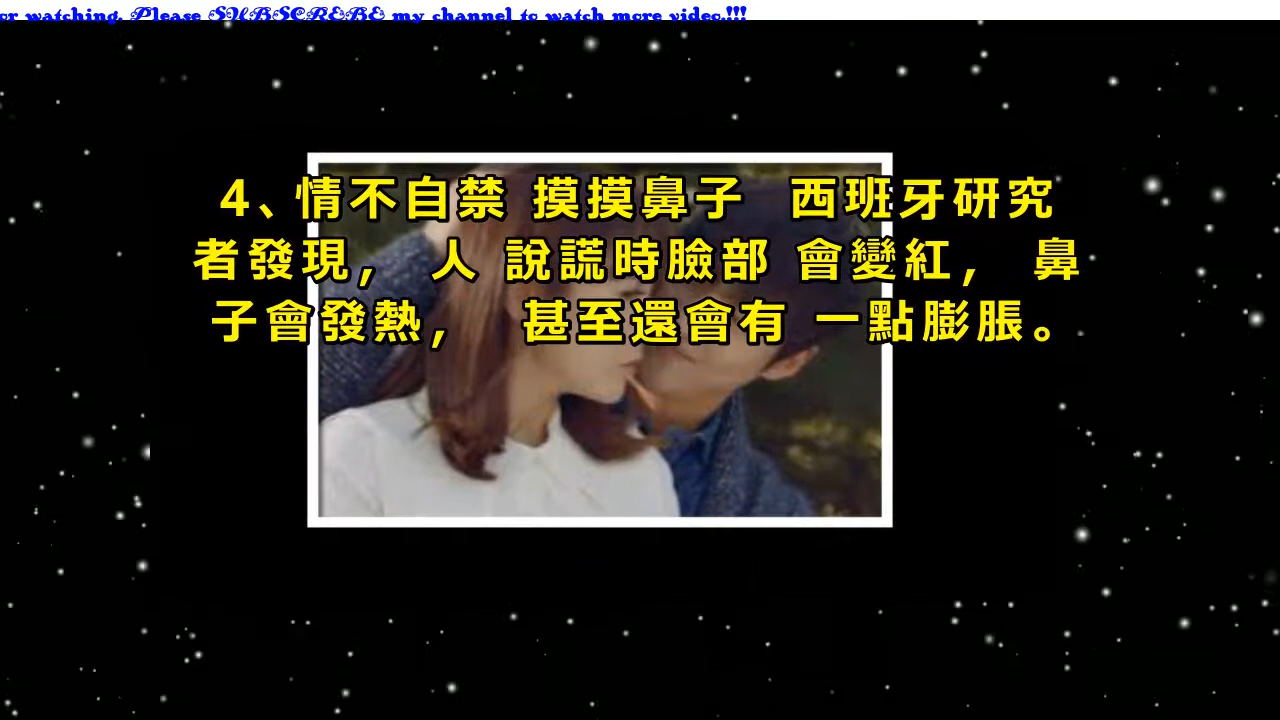 or watching. Please SUBSCREBE my channel to watch more video.!!!
4、情不自禁 摸摸鼻子 西班牙研究
者發現， 人 說謊時臉部 會變紅， 鼻
子會發熱， 甚至還會有 一點膨脹。